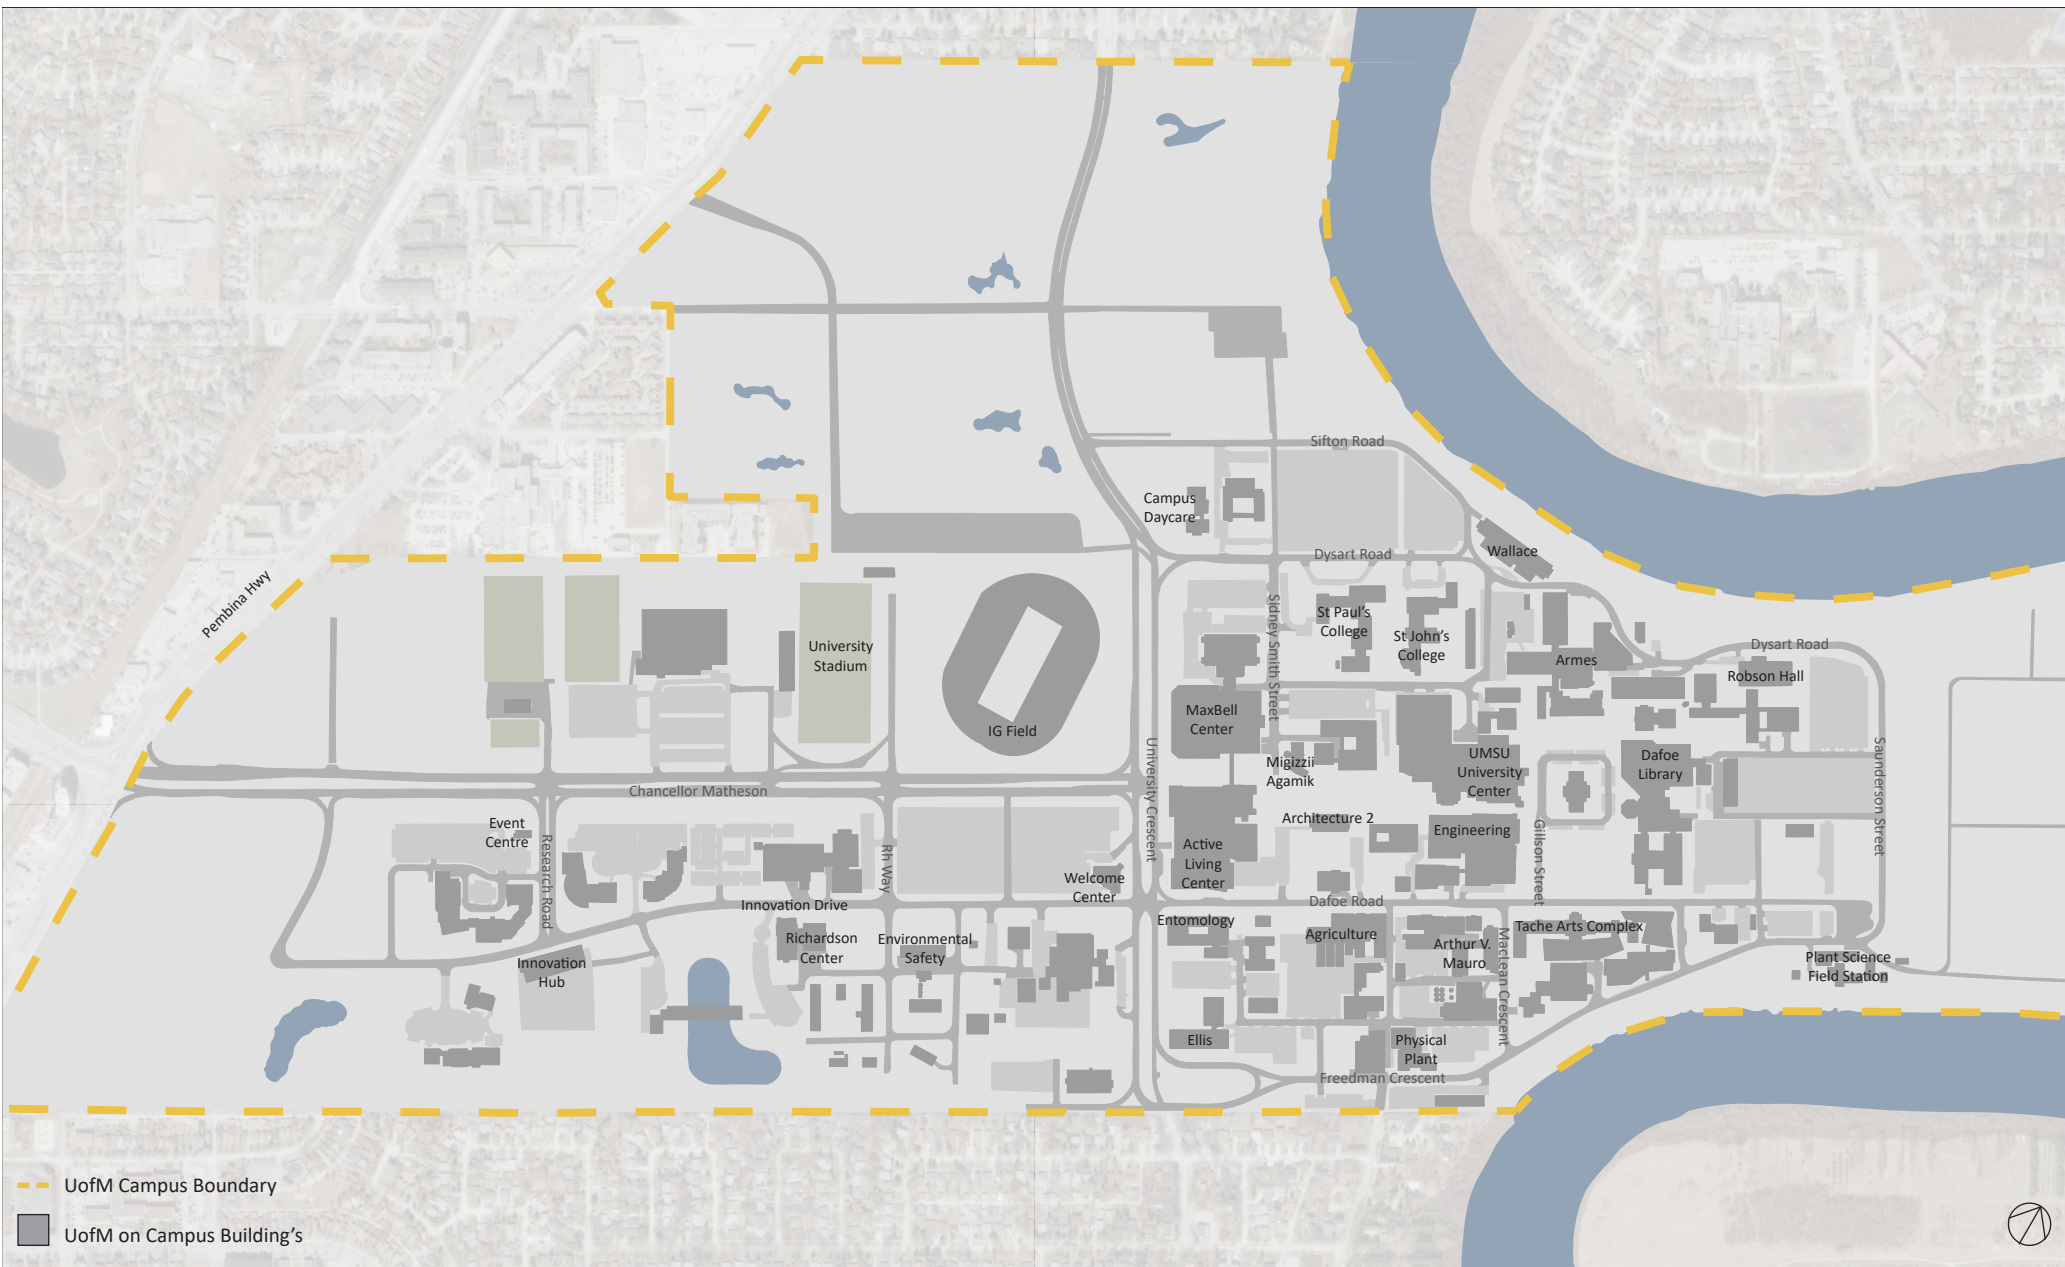 Sifton Road
Campus
Daycare
Dysart Road
Wallace
Pembina Hwy
Sidney Smith Street
St Paul's
College
St John's
College
University
Stadium
Armes
Dysart Road
Robson Hall
IG Field
MaxBell
Center
University Crescent
Migizzii
Agamik
UMSU
University
Center
Dafoe
Library
Saunderson Street
Chancellor Matheson
Event
Centre
Research Road
Rh Way
Architecture 2
Engineering
Gillson Street
Active
Living
Center
Welcome
Center
Innovation Drive
Dafoe Road
Entomology
Richardson
Center
Environmental
Safety
Agriculture
Arthur V.
Mauro
Maclean Crescent
Tache Arts Complex
Plant Science
Field Station
Innovation
Hub
Ellis
Physical
Plant
Freedman Crescent
UofM Campus Boundary
UofM on Campus Building's